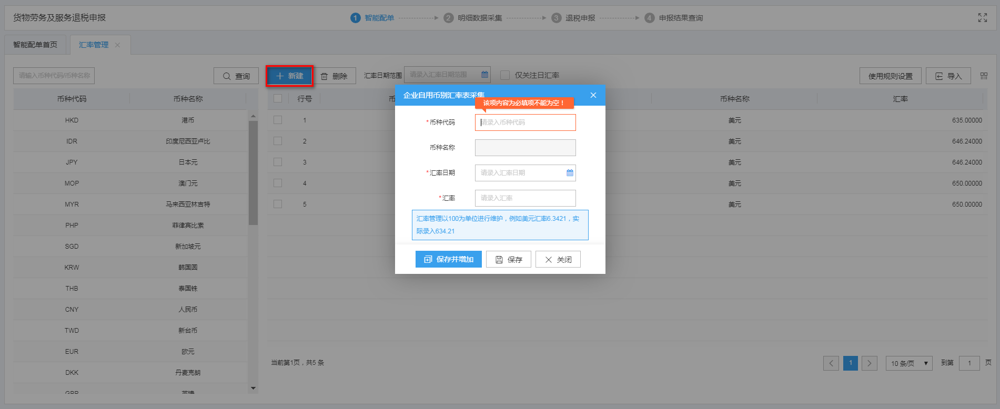 货物劳务及服务退税申报
1 智能配单 2 明细数据采集 3 退税申报 4 申报结果查询
智能配单首页 汇率管理
请输入币种代码/币种名称 查询 新建 删除 汇率日期范围 请录入汇率日期范围 仅关注日汇率 使用规则设置 导入
币种代码 币种名称 行号 币 币种名称 汇率
HKD 港币 1 美元 635.00000
IDR 印度尼西亚卢比 2 美元 646.24000
JPY 日本元 3 美元 646.24000
MOP 澳门元 4 美元 650.00000
MYR 马来西亚林吉特 5 美元 650.00000
PHP 菲律宾比索
SGD 新加坡元
KRW 韩国圆
THB 泰国铢
CNY 人民币
TWD 新台币
EUR 欧元
DKK 丹麦克朗
GBP 英镑
企业自用币别汇率表采集
该项内容为必填项不能为空！
*币种代码 请录入币种代码
币种名称
*汇率日期 请录入汇率日期
*汇率 请录入汇率
汇率管理以100为单位进行维护，例如美元汇率6.3421，实
际录入634.21
保存并增加 保存 关闭
当前第1页，共5 条 1 10 条/页 到第 1 页